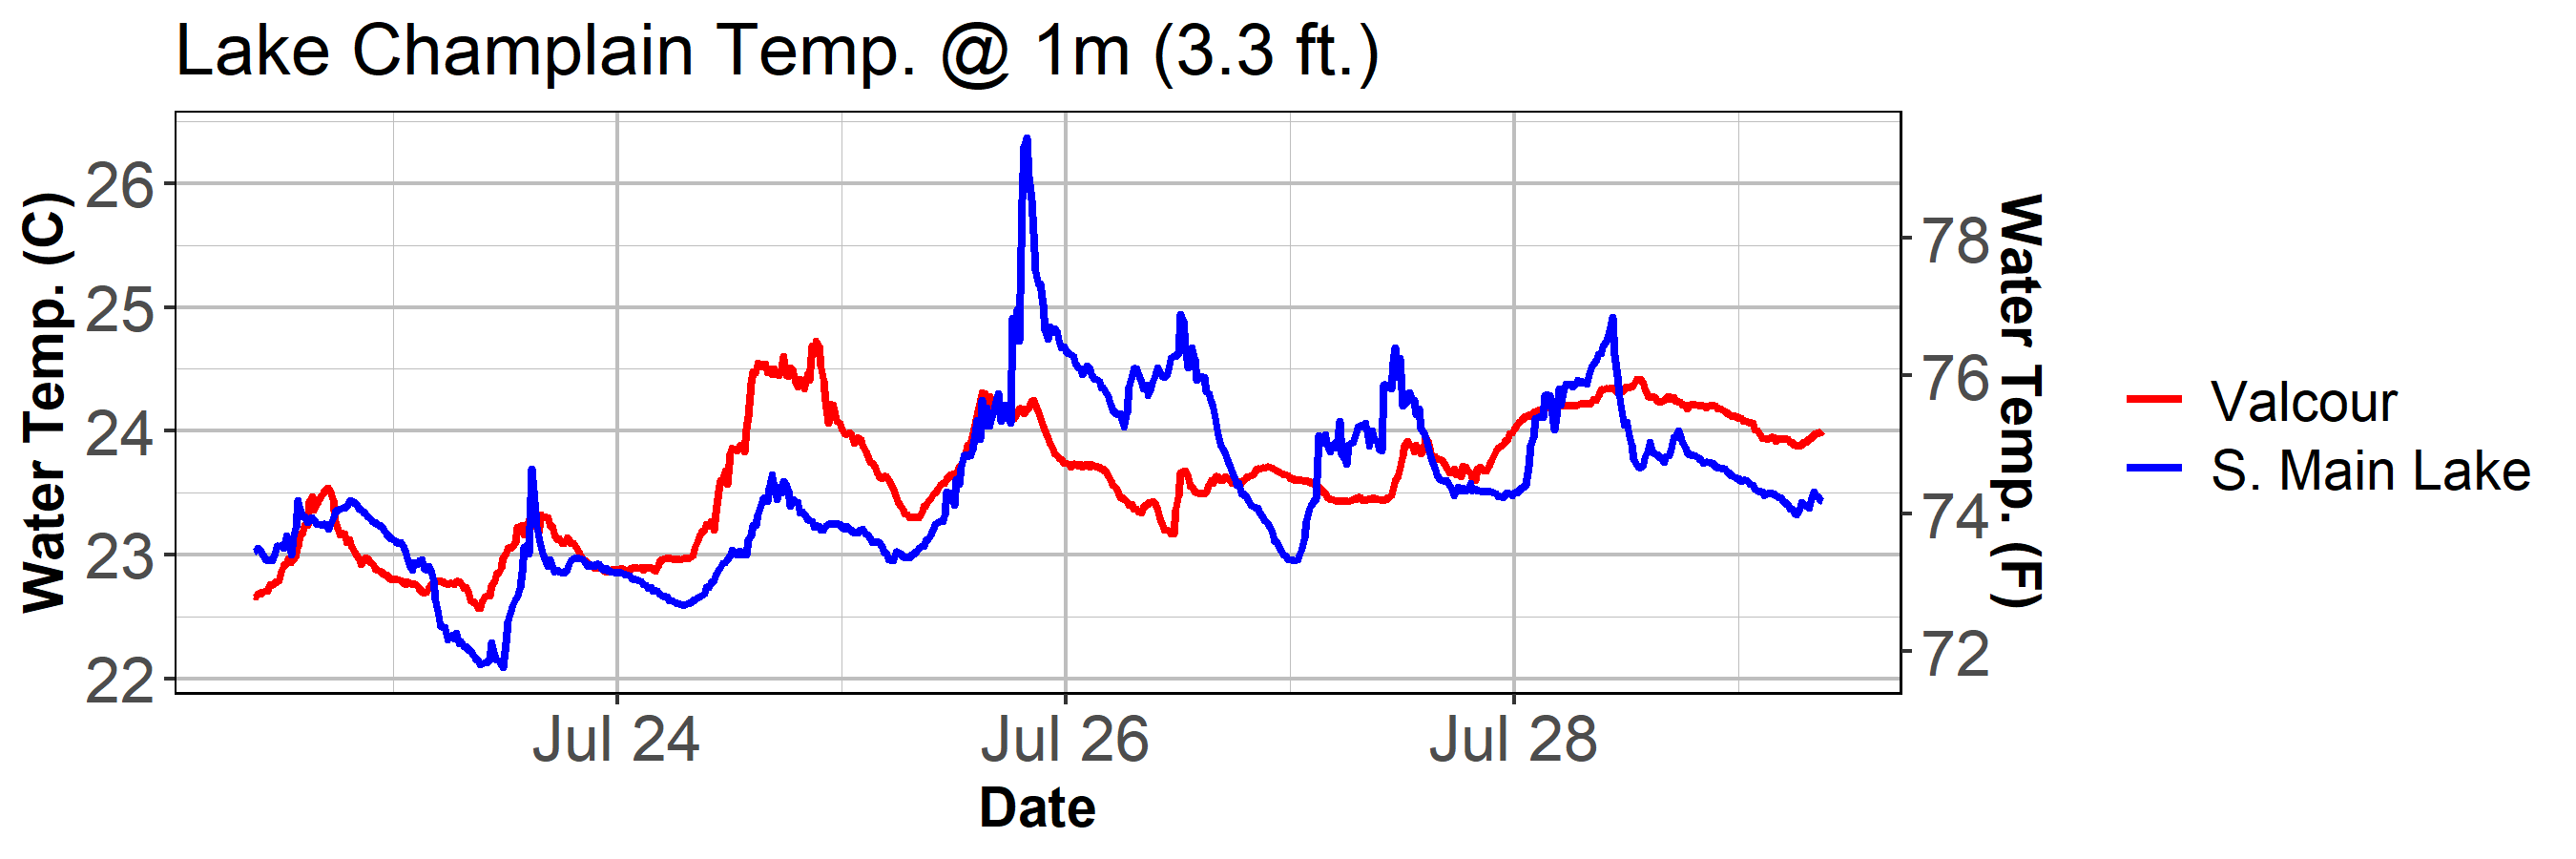 Lake Champlain Temp. @ 1m (3.3 ft.)
Water Temp. (C)
26
25
24
23
22
78
76
74
72
Water Temp. (F)
Jul 24
Jul 26
Jul 28
Date
Valcour
S. Main Lake